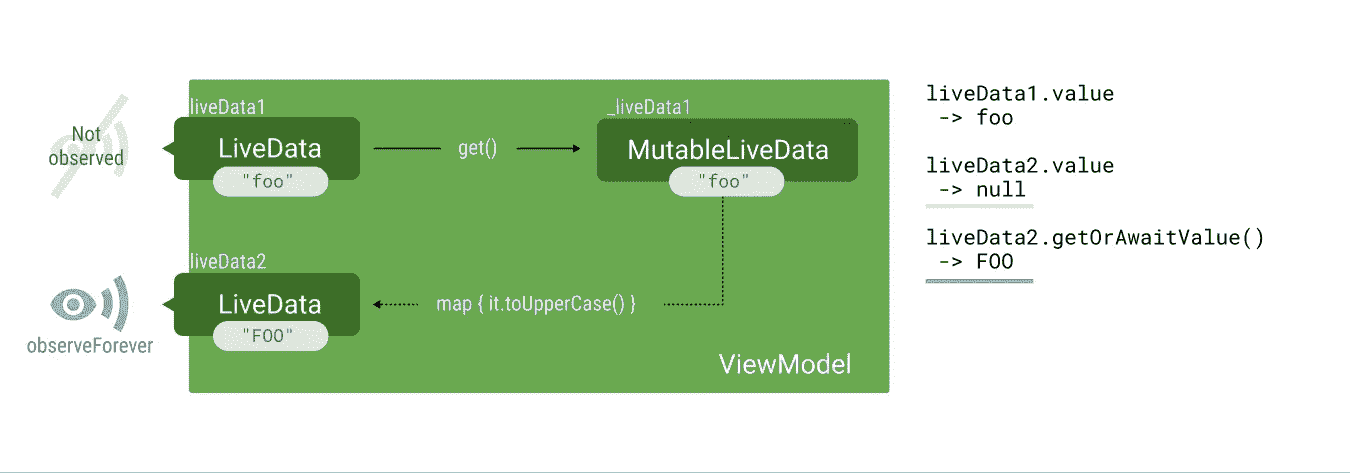 liveData1
_liveData1
Not
observed
LiveData
get()
MutableLiveData
"foo"
"foo"
liveData2
LiveData
map { it.toUpperCase() }
"FOO"
observeForever
ViewModel
liveData1.value
-> foo
liveData2.value
-> null
liveData2.getOrAwaitValue()
-> FOO